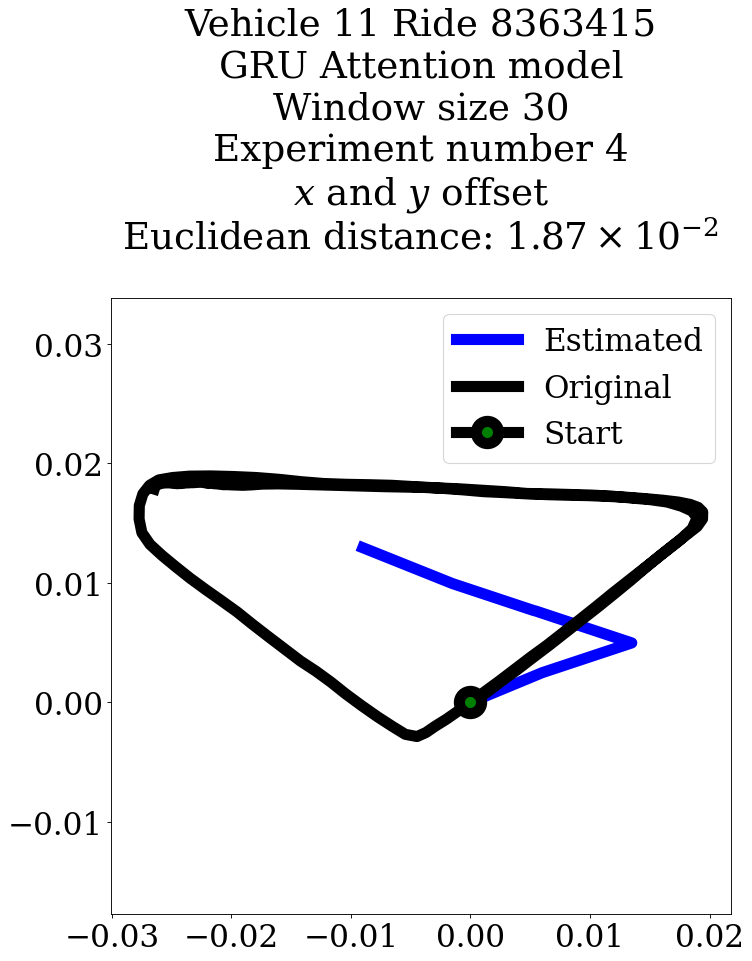 Vehicle 11 Ride 8363415
GRU Attention model
Window size 30
Experiment number 4
x and y offset
Euclidean distance: 1.87 × 10⁻²
Estimated
Original
Start
0.03
0.02
0.01
0.00
−0.01
−0.03 −0.02 −0.01 0.00 0.01 0.02